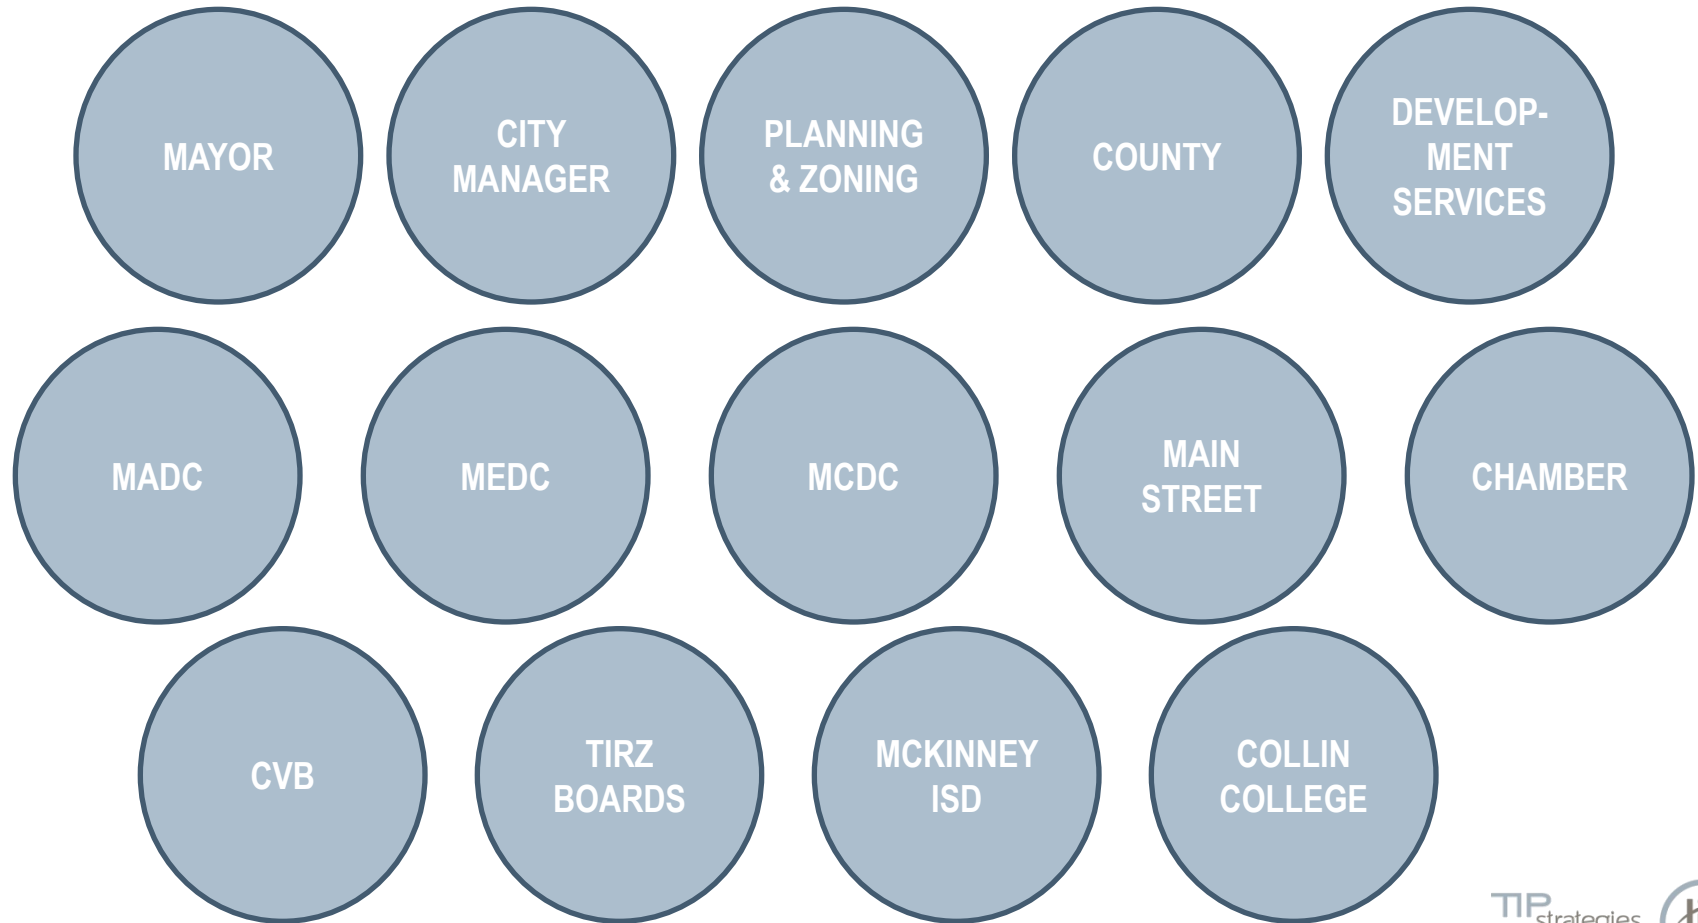 MAYOR
CITY
MANAGER
PLANNING
& ZONING
COUNTY
DEVELOP-
MENT
SERVICES
MADC
MEDC
MCDC
MAIN
STREET
CHAMBER
CVB
TIRZ
BOARDS
MCKINNEY
ISD
COLLIN
COLLEGE
TIP
strategies